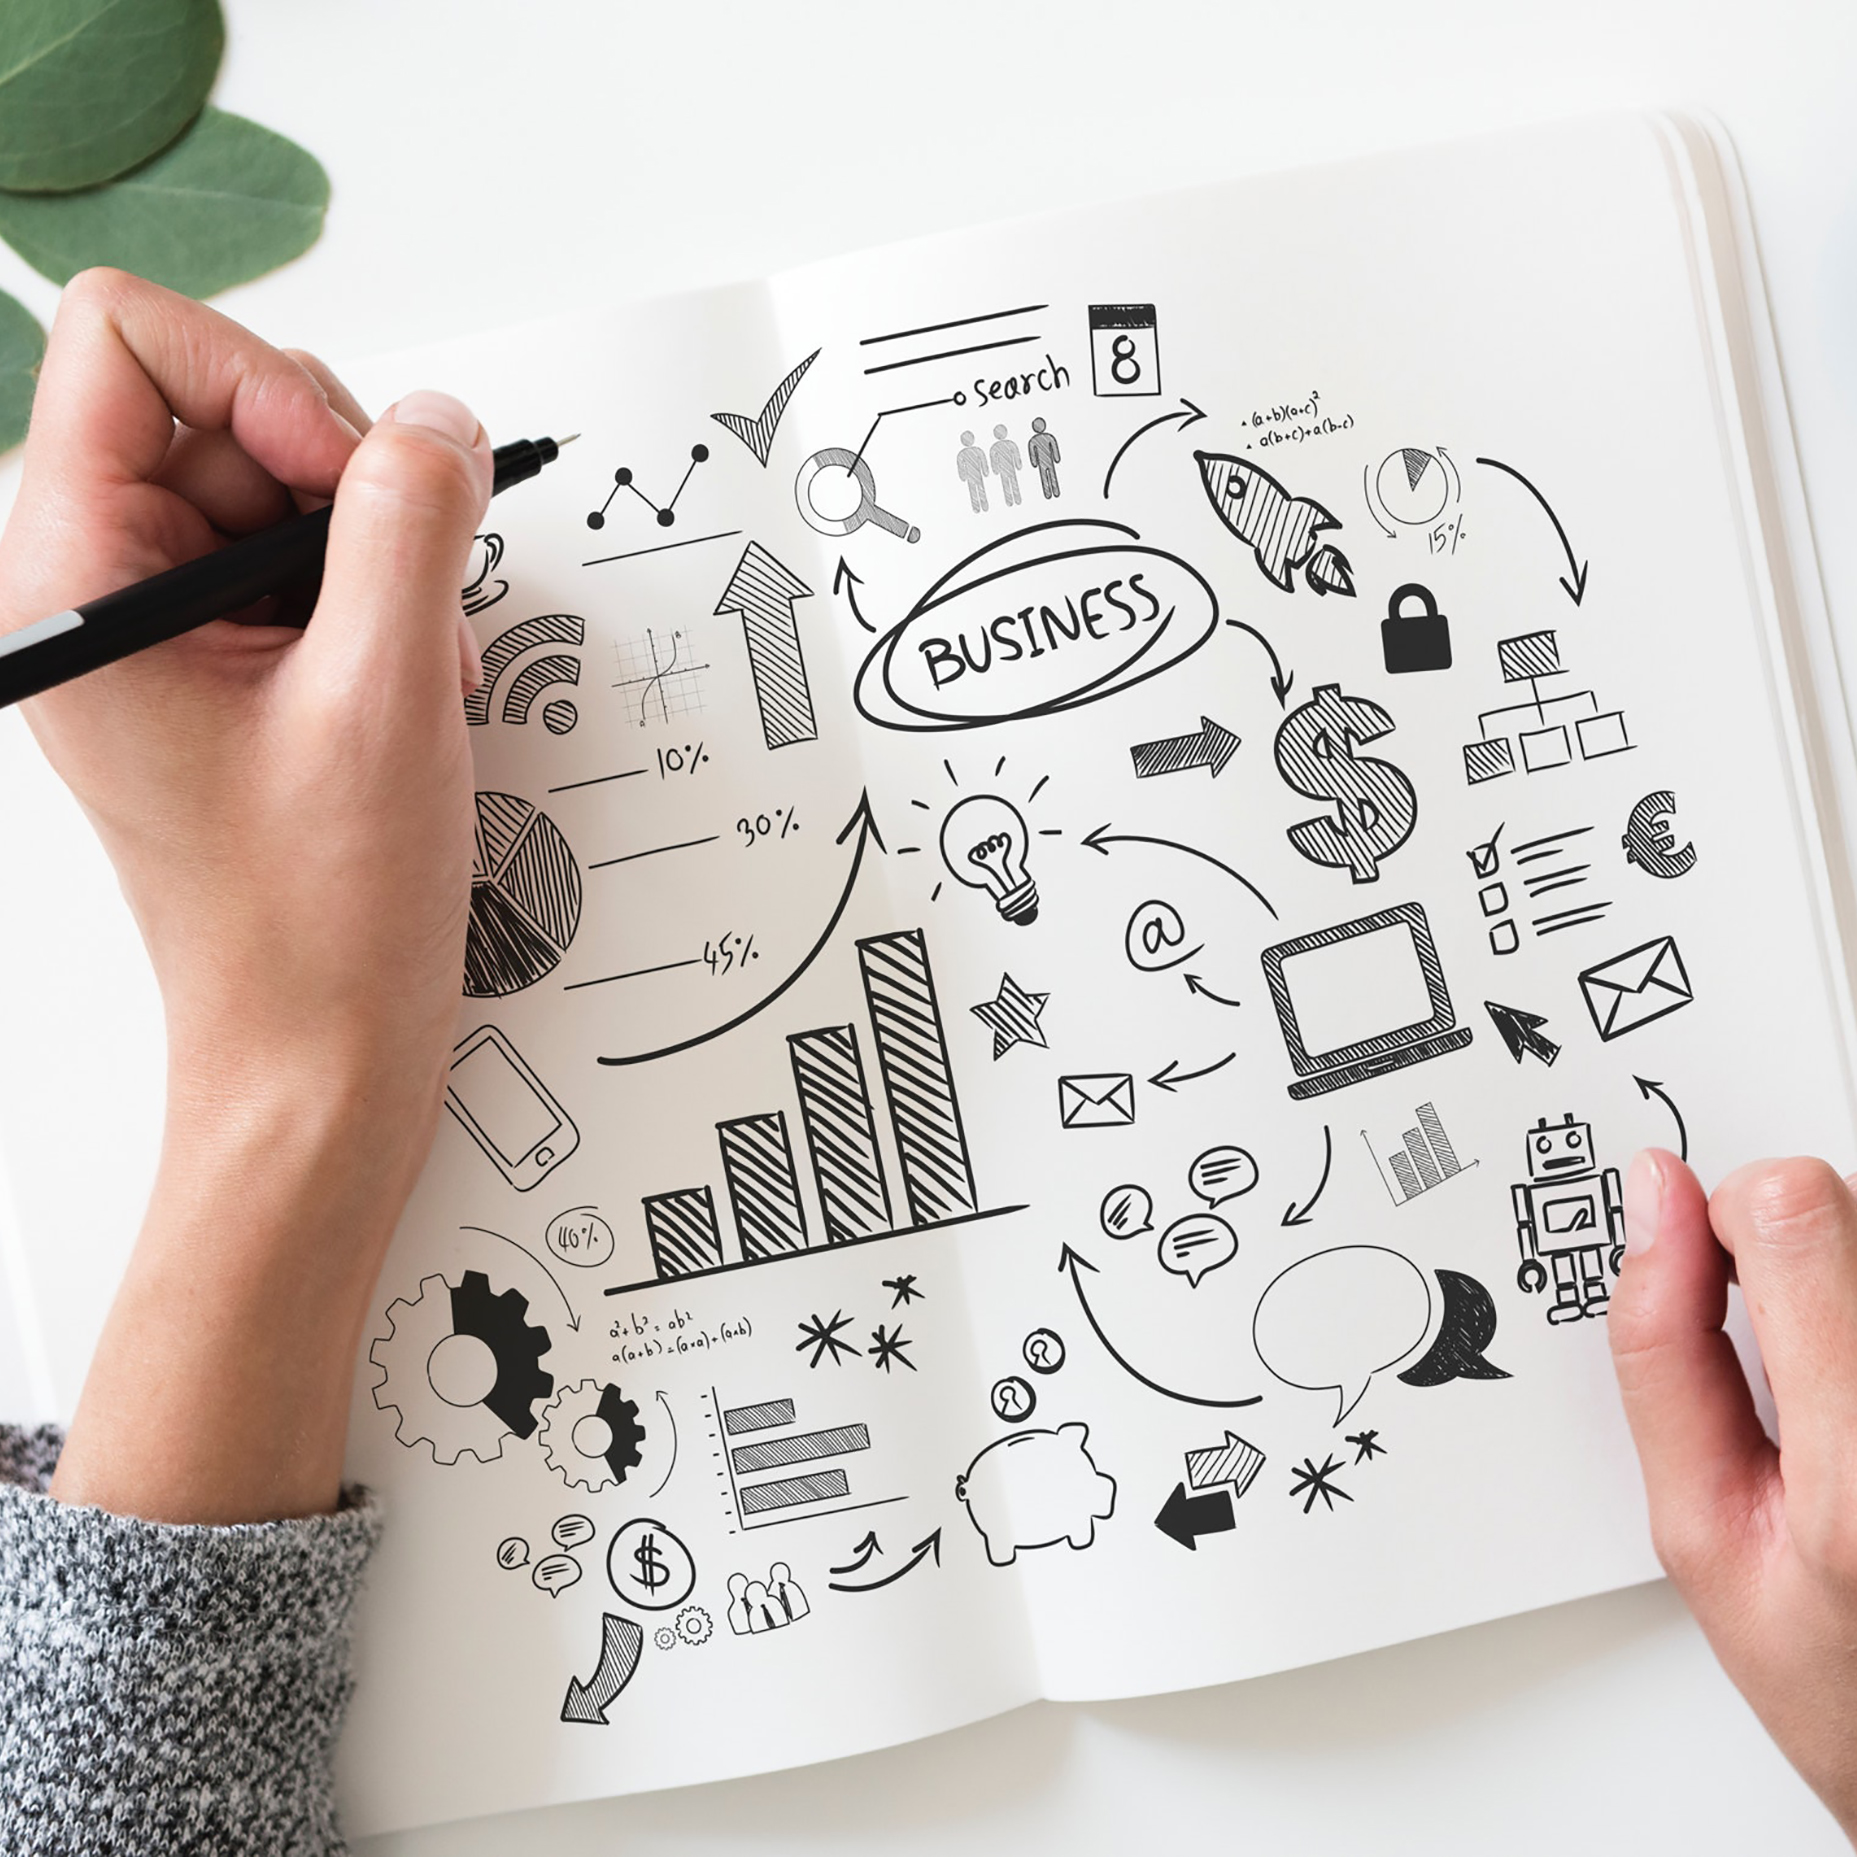 search
8
• (a+b)(a+c)²
• a(b+c)+a(b-c)
15%
BUSINESS
$
10%
€
30%
@
45%
40%
a²+b²=ab²
a(a+b)=(a×a)+(a×b)
$